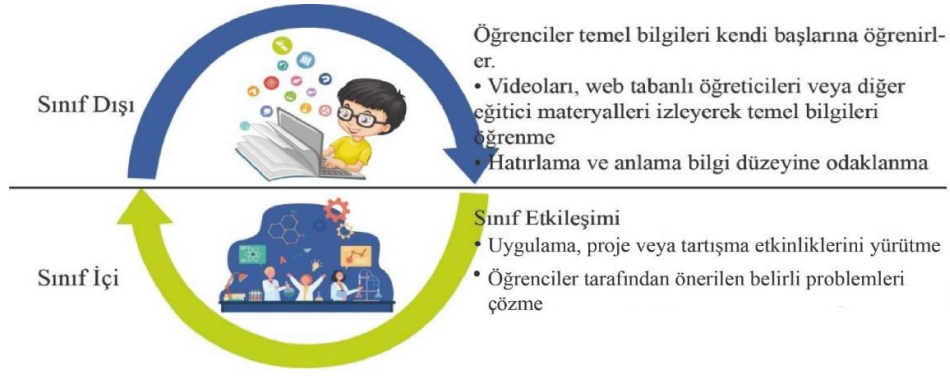 Sınıf Dışı
Öğrenciler temel bilgileri kendi başlarına öğrenirl-
er.
• Videoları, web tabanlı öğreticileri veya diğer
eğitici materyalleri izleyerek temel bilgileri
öğrenme
• Hatırlama ve anlama bilgi düzeyine odaklanma
Sınıf İçi
Sınıf Etkileşimi
• Uygulama, proje veya tartışma etkinliklerini yürütme
• Öğrenciler tarafından önerilen belirli problemleri
çözme